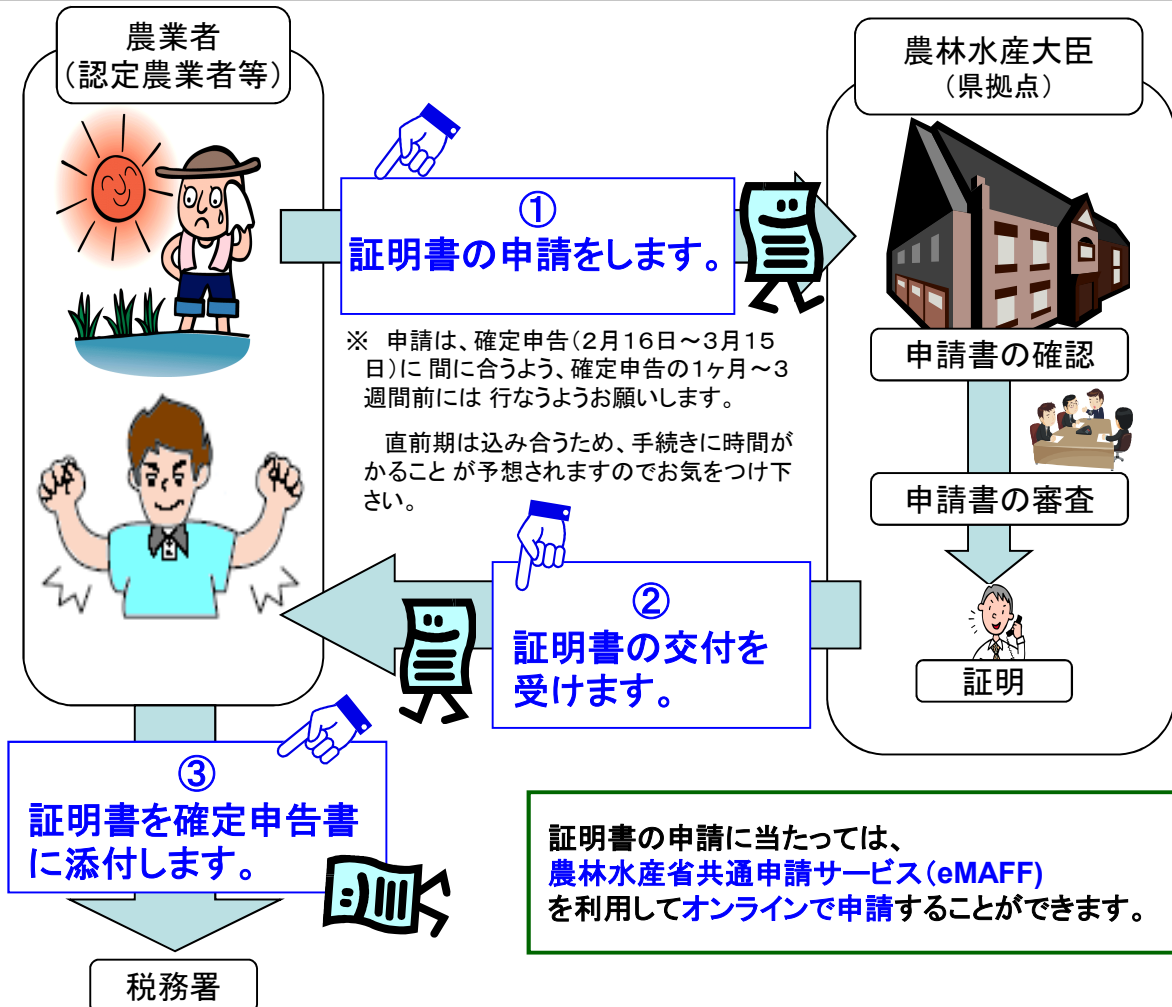 農業者
(認定農業者等)
農林水産大臣
(県拠点)
①
証明書の申請をします。
※　申請は、確定申告(2月16日～3月15
日)に 間に合うよう、確定申告の1ヶ月～3
週間前には 行なうようお願いします。
直前期は込み合うため、手続きに時間が
かかること が予想されますのでお気をつけ下
さい。
申請書の確認
申請書の審査
証明
②
証明書の交付を
受けます。
③
証明書を確定申告書
に添付します。
税務署
証明書の申請に当たっては、
農林水産省共通申請サービス(eMAFF)
を利用してオンラインで申請することができます。